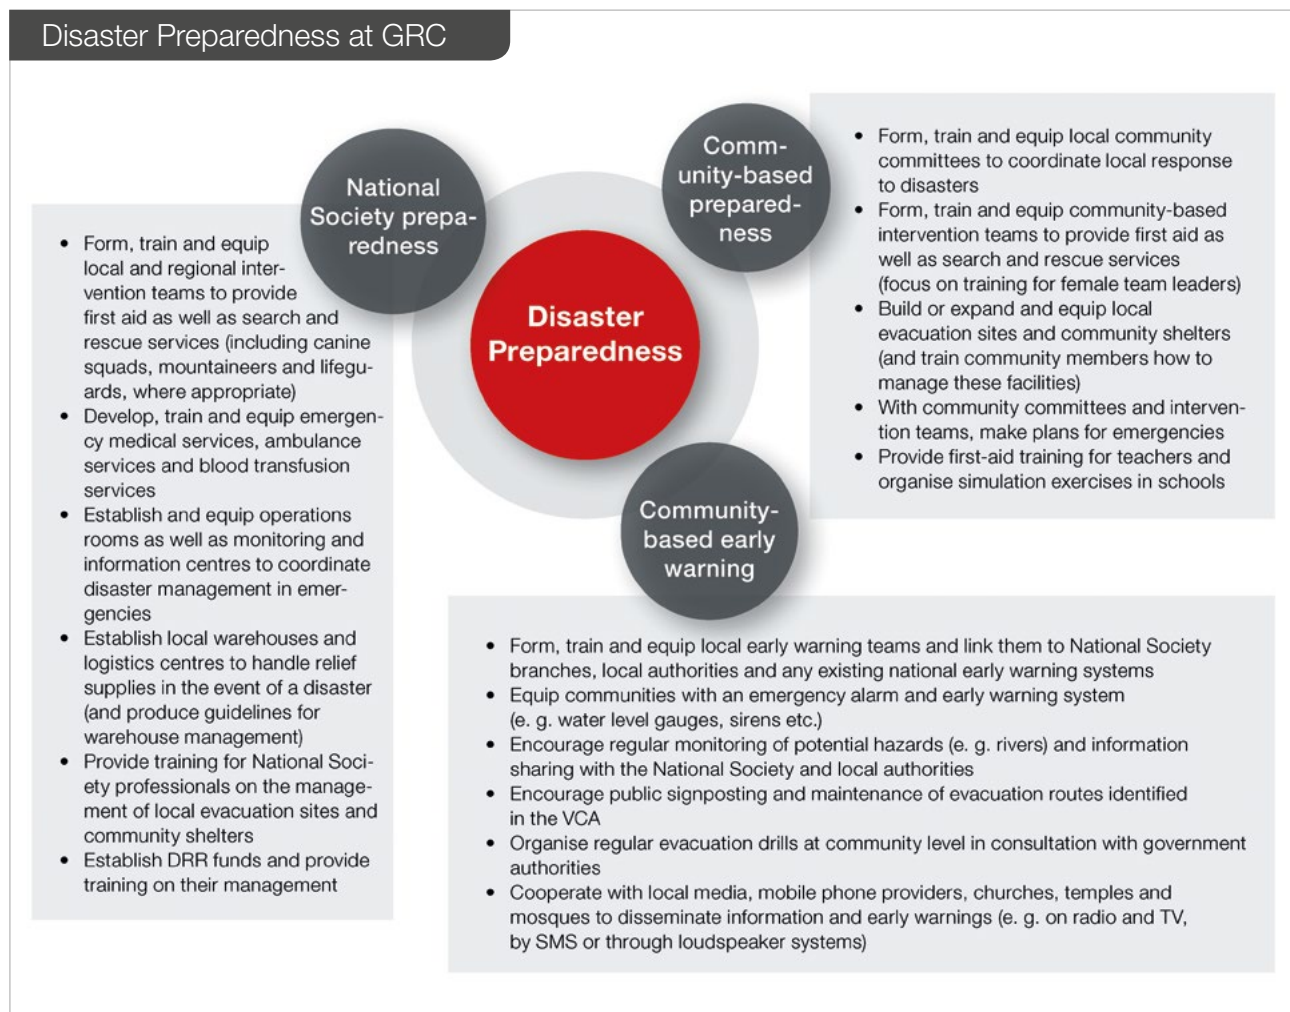 Disaster Preparedness at GRC
National
Society prepa-
redness
• Form, train and equip
local and regional inter-
vention teams to provide
first aid as well as search and
rescue services (including canine
squads, mountaineers and lifegu-
ards, where appropriate)
• Develop, train and equip emergen-
cy medical services, ambulance
services and blood transfusion
services
• Establish and equip operations
rooms as well as monitoring and
information centres to coordinate
disaster management in emer-
gencies
• Establish local warehouses and
logistics centres to handle relief
supplies in the event of a disaster
(and produce guidelines for
warehouse management)
• Provide training for National Soci-
ety professionals on the manage-
ment of local evacuation sites and
community shelters
• Establish DRR funds and provide
training on their management
Disaster
Preparedness
Comm-
unity-based
prepared-
ness
• Form, train and equip local community
committees to coordinate local response
to disasters
• Form, train and equip community-based
intervention teams to provide first aid as
well as search and rescue services
(focus on training for female team leaders)
• Build or expand and equip local
evacuation sites and community shelters
(and train community members how to
manage these facilities)
• With community committees and interven-
tion teams, make plans for emergencies
• Provide first-aid training for teachers and
organise simulation exercises in schools
Community-
based early
warning
• Form, train and equip local early warning teams and link them to National Society
branches, local authorities and any existing national early warning systems
• Equip communities with an emergency alarm and early warning system
(e. g. water level gauges, sirens etc.)
• Encourage regular monitoring of potential hazards (e. g. rivers) and information
sharing with the National Society and local authorities
• Encourage public signposting and maintenance of evacuation routes identified
in the VCA
• Organise regular evacuation drills at community level in consultation with government
authorities
• Cooperate with local media, mobile phone providers, churches, temples and
mosques to disseminate information and early warnings (e. g. on radio and TV,
by SMS or through loudspeaker systems)